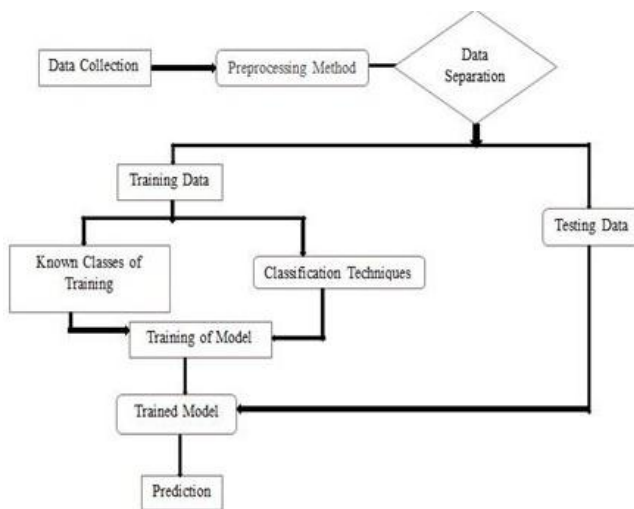 Data Collection
Preprocessing Method
Data
Separation
Training Data
Testing Data
Known Classes of
Training
Classification Techniques
Training of Model
Trained Model
Prediction